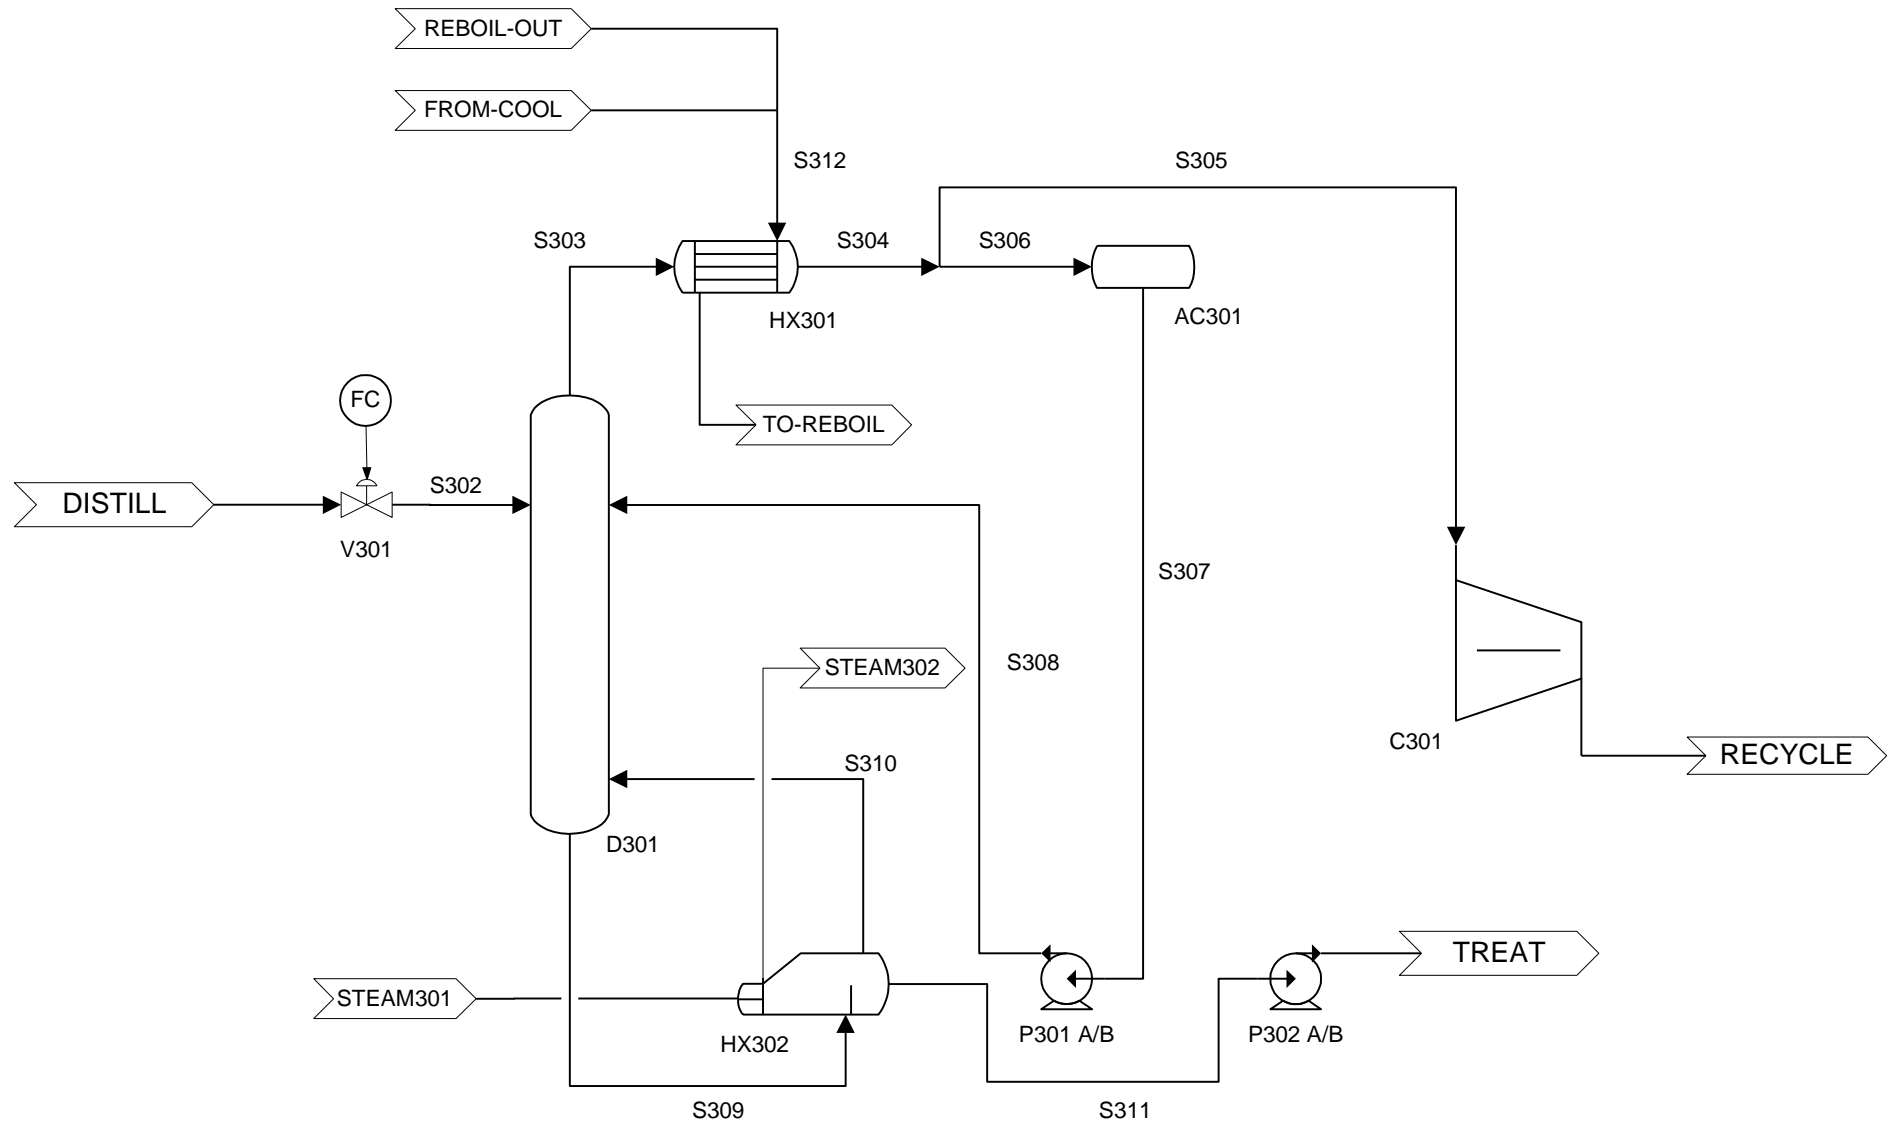 REBOIL-OUT
FROM-COOL
S312
S305
S303
S304
S306
HX301
AC301
FC
TO-REBOIL
DISTILL
S302
V301
S307
STEAM302
S308
C301
RECYCLE
S310
D301
TREAT
STEAM301
HX302
P301 A/B
P302 A/B
S309
S311